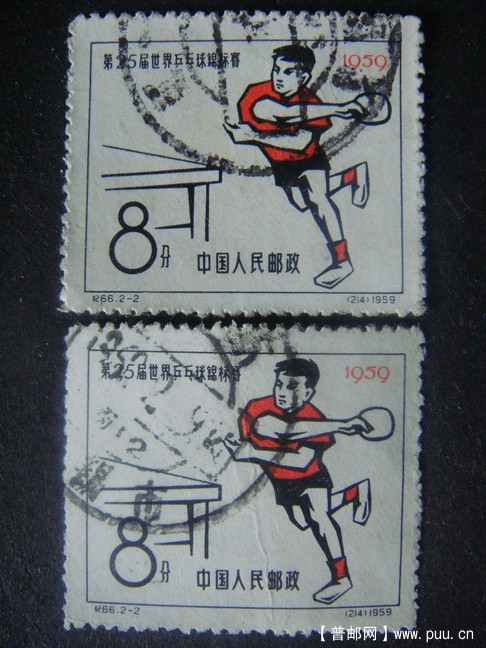 第25届世界乒乓球锦标赛 1959
8分 中国人民邮政
纪66.2-2 (214)1959
第25届世界乒乓球锦标赛 1959
8分 中国人民邮政
纪66.2-2 (214)1959
【普邮网】www.puu.cn